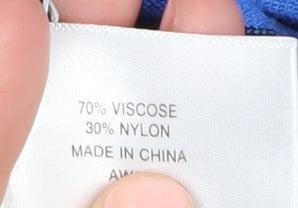 70% VISCOSE
30% NYLON
MADE IN CHINA